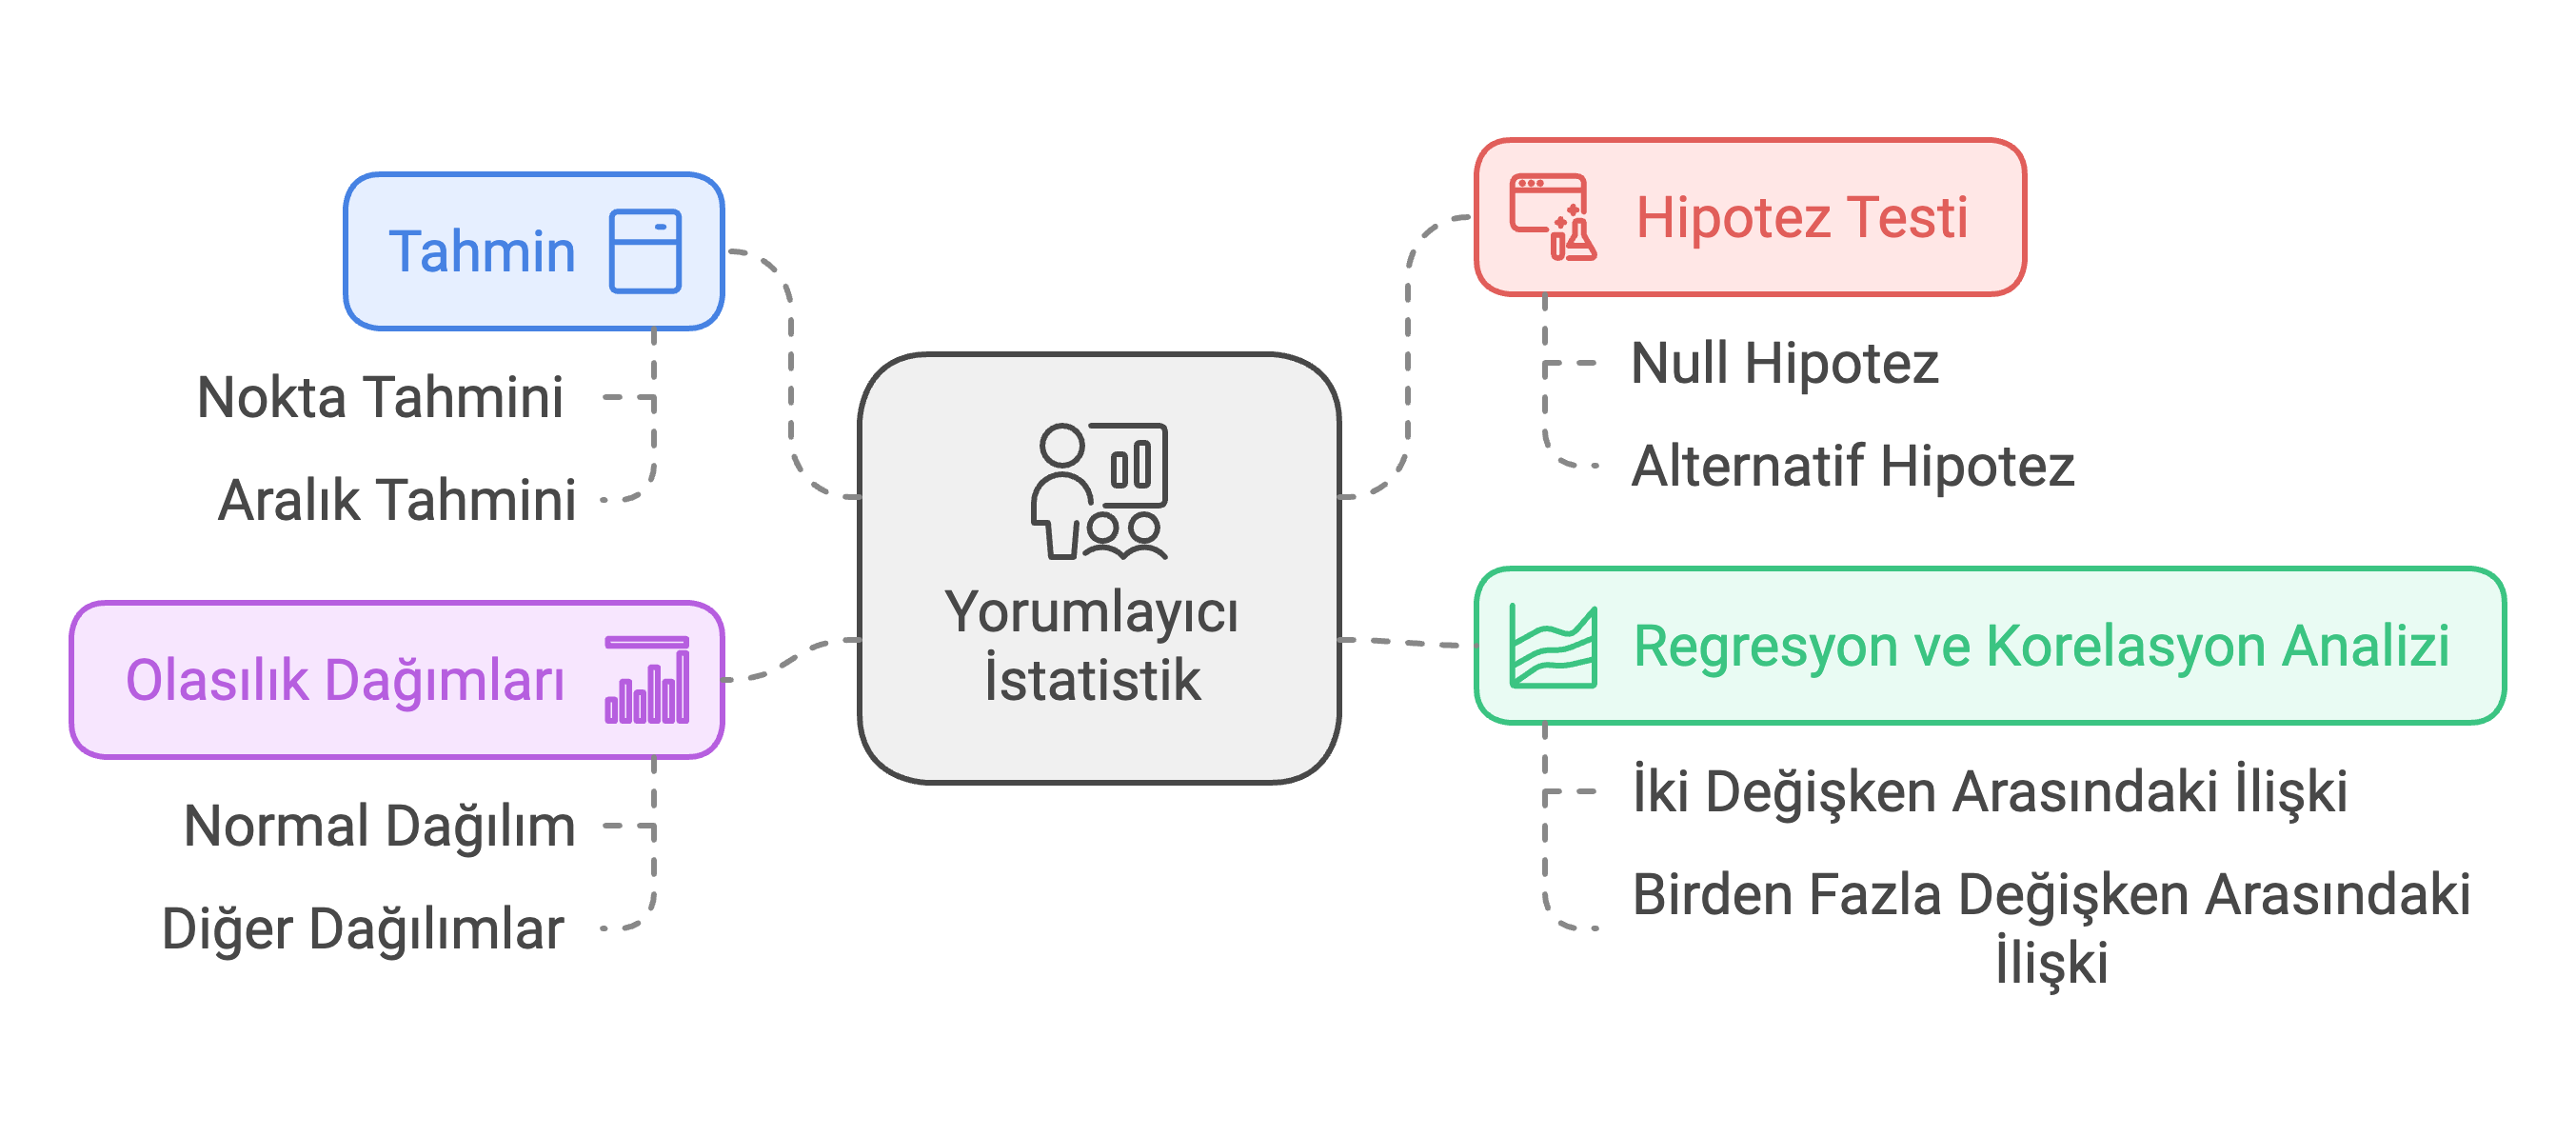 Tahmin
Nokta Tahmini
Aralık Tahmini
Olasılık Dağımları
Normal Dağılım
Diğer Dağılımlar
Yorumlayıcı
İstatistik
Hipotez Testi
Null Hipotez
Alternatif Hipotez
Regresyon ve Korelasyon Analizi
İki Değişken Arasındaki İlişki
Birden Fazla Değişken Arasındaki
İlişki